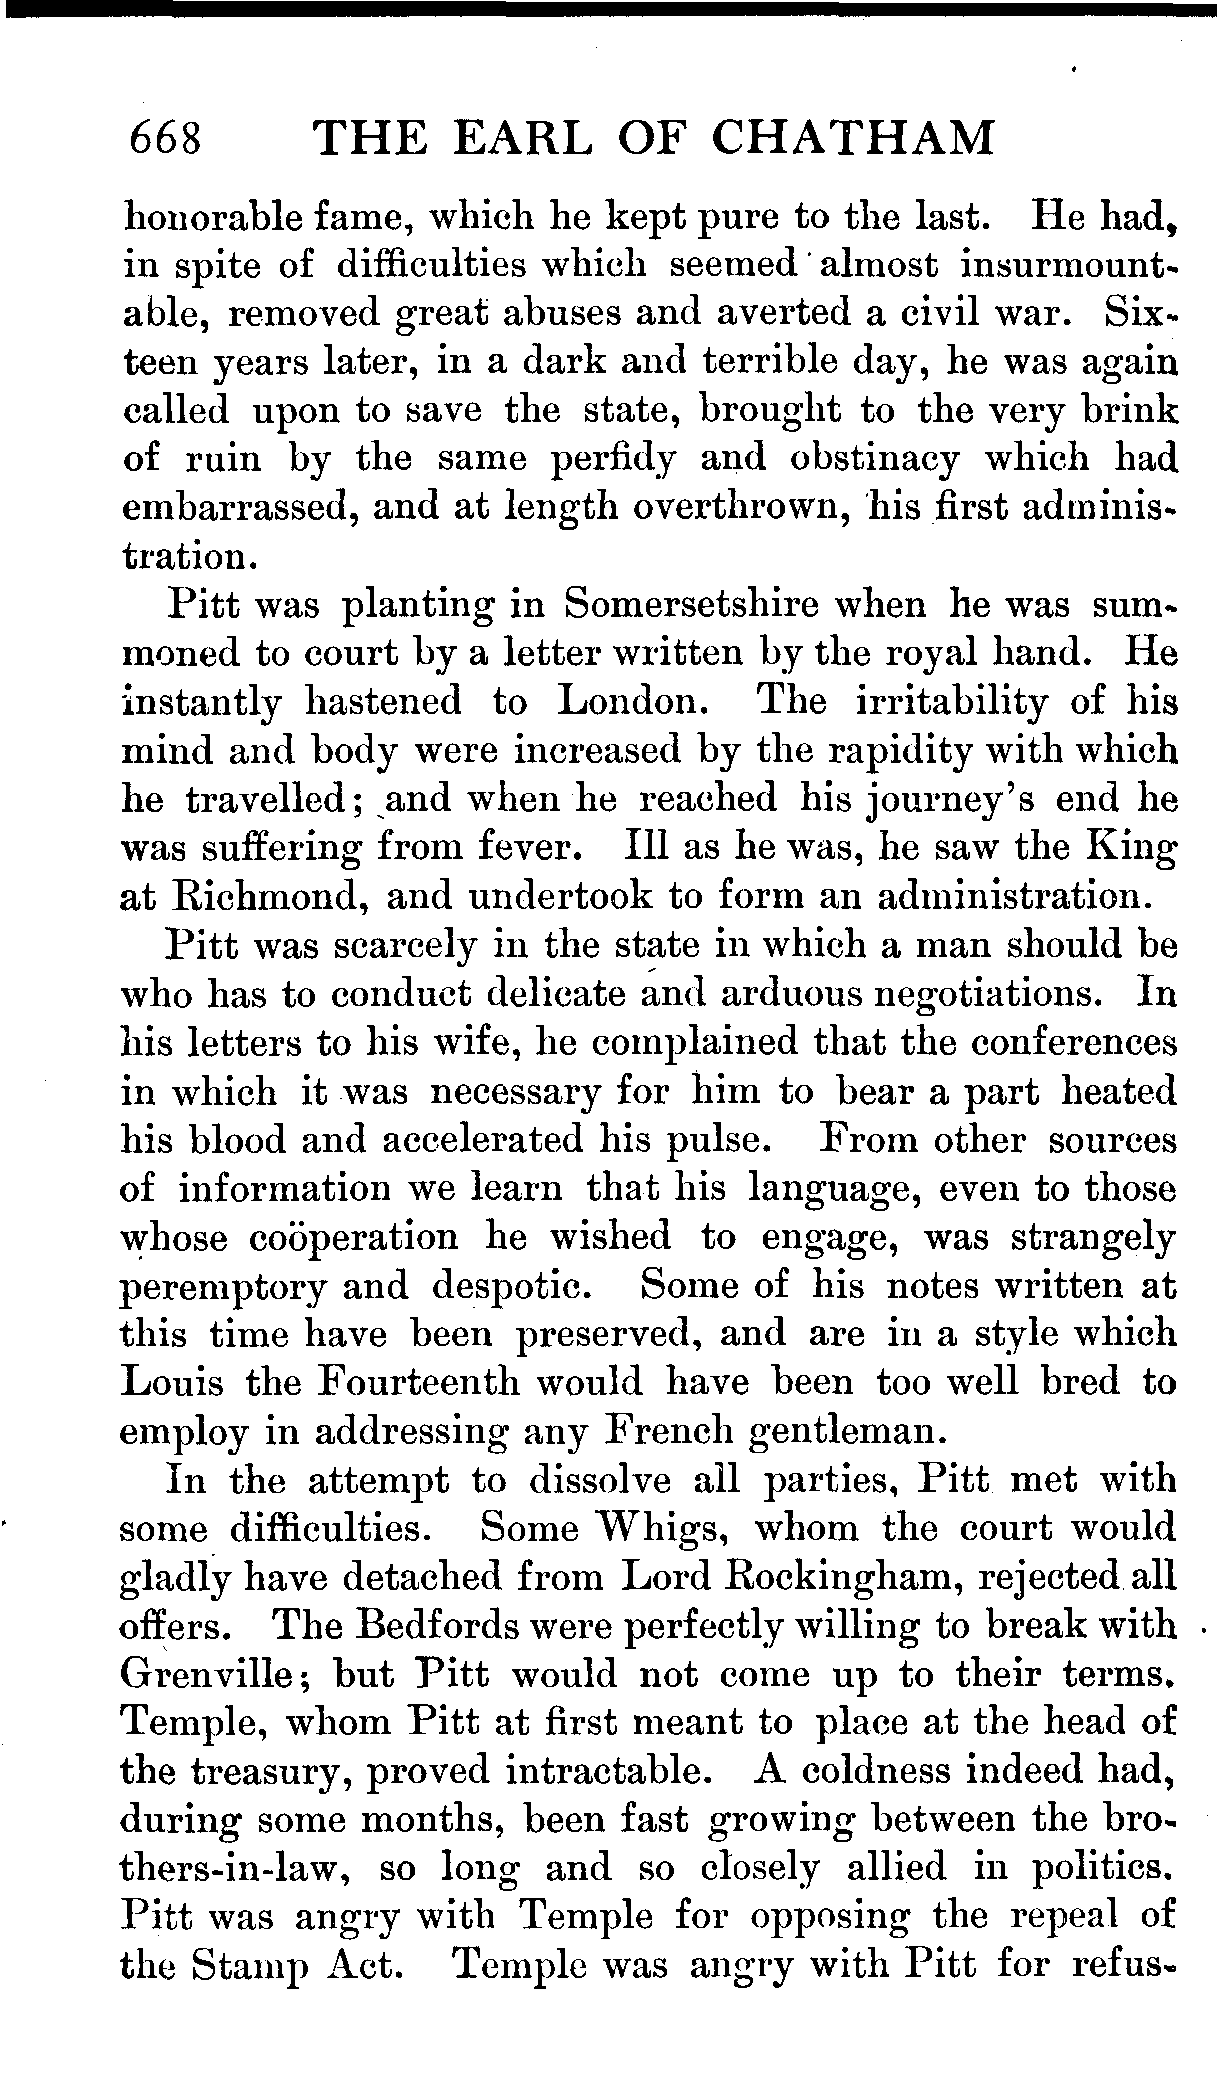 668 THE EARL OF CHATHAM
honorable fame, which he kept pure to the last. He had,
in spite of difficulties which seemed almost insurmount-
able, removed great abuses and averted a civil war. Six-
teen years later, in a dark and terrible day, he was again
called upon to save the state, brought to the very brink
of ruin by the same perfidy and obstinacy which had
embarrassed, and at length overthrown, his first adminis-
tration.
Pitt was planting in Somersetshire when he was sum-
moned to court by a letter written by the royal hand. He
instantly hastened to London. The irritability of his
mind and body were increased by the rapidity with which
he travelled; and when he reached his journey's end he
was suffering from fever. Ill as he was, he saw the King
at Richmond, and undertook to form an administration.
Pitt was scarcely in the state in which a man should be
who has to conduct delicate and arduous negotiations. In
his letters to his wife, he complained that the conferences
in which it was necessary for him to bear a part heated
his blood and accelerated his pulse. From other sources
of information we learn that his language, even to those
whose coöperation he wished to engage, was strangely
peremptory and despotic. Some of his notes written at
this time have been preserved, and are in a style which
Louis the Fourteenth would have been too well bred to
employ in addressing any French gentleman.
In the attempt to dissolve all parties, Pitt met with
some difficulties. Some Whigs, whom the court would
gladly have detached from Lord Rockingham, rejected all
offers. The Bedfords were perfectly willing to break with
Grenville; but Pitt would not come up to their terms.
Temple, whom Pitt at first meant to place at the head of
the treasury, proved intractable. A coldness indeed had,
during some months, been fast growing between the bro-
thers-in-law, so long and so closely allied in politics.
Pitt was angry with Temple for opposing the repeal of
the Stamp Act. Temple was angry with Pitt for refus-